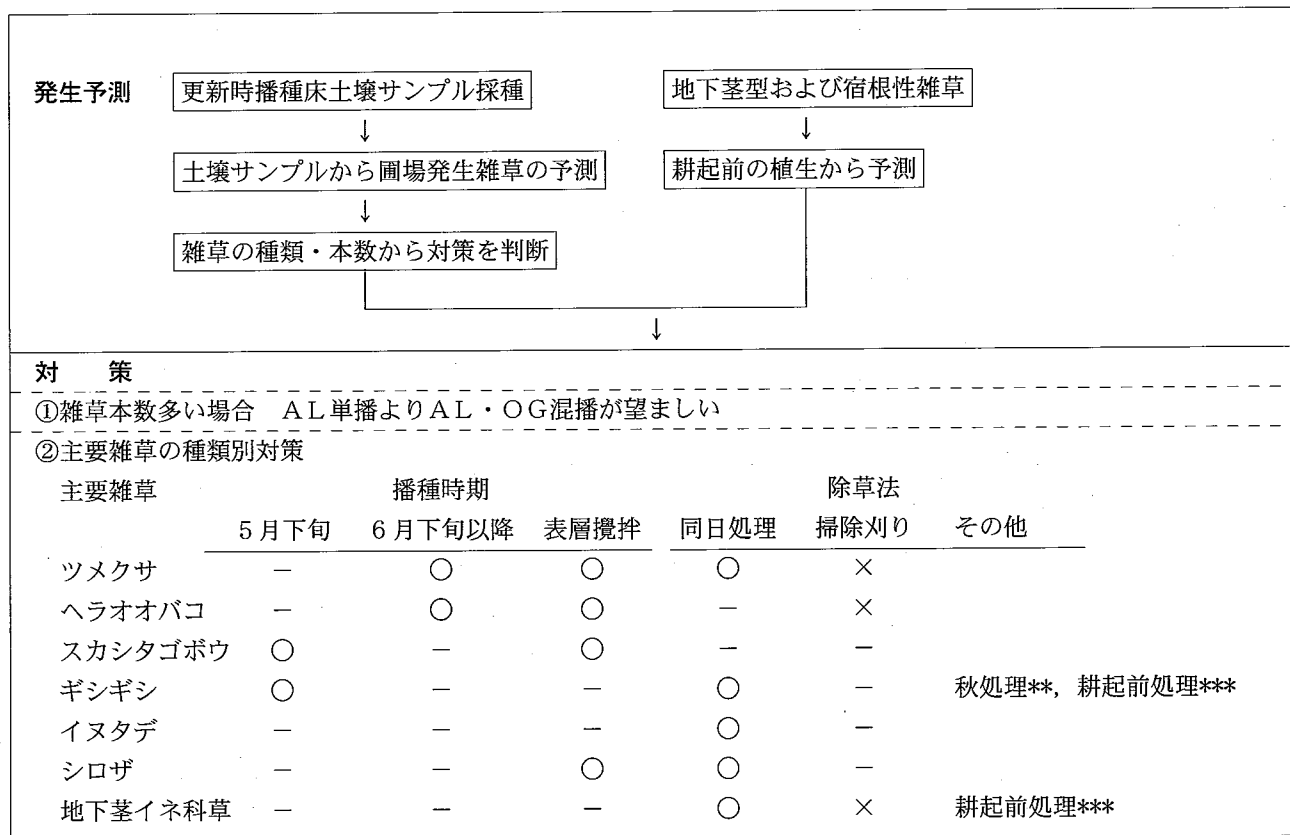 発生予測 更新時播種床土壌サンプル採種 地下茎型および宿根性雑草
↓ ↓
土壌サンプルから圃場発生雑草の予測 耕起前の植生から予測
↓
雑草の種類・本数から対策を判断
↓
対 策
①雑草本数多い場合 AL単播よりAL・OG混播が望ましい
②主要雑草の種類別対策
主要雑草 播種時期 除草法
5月下旬 6月下旬以降 表層攪拌 同日処理 掃除刈り その他
ツメクサ － ○ ○ ○ ×
ヘラオオバコ － ○ ○ － ×
スカシタゴボウ ○ － ○ － －
ギシギシ ○ － － ○ － 秋処理**，耕起前処理***
イヌタデ － － － ○ －
シロザ － － ○ ○ －
地下茎イネ科草 － － － ○ × 耕起前処理***